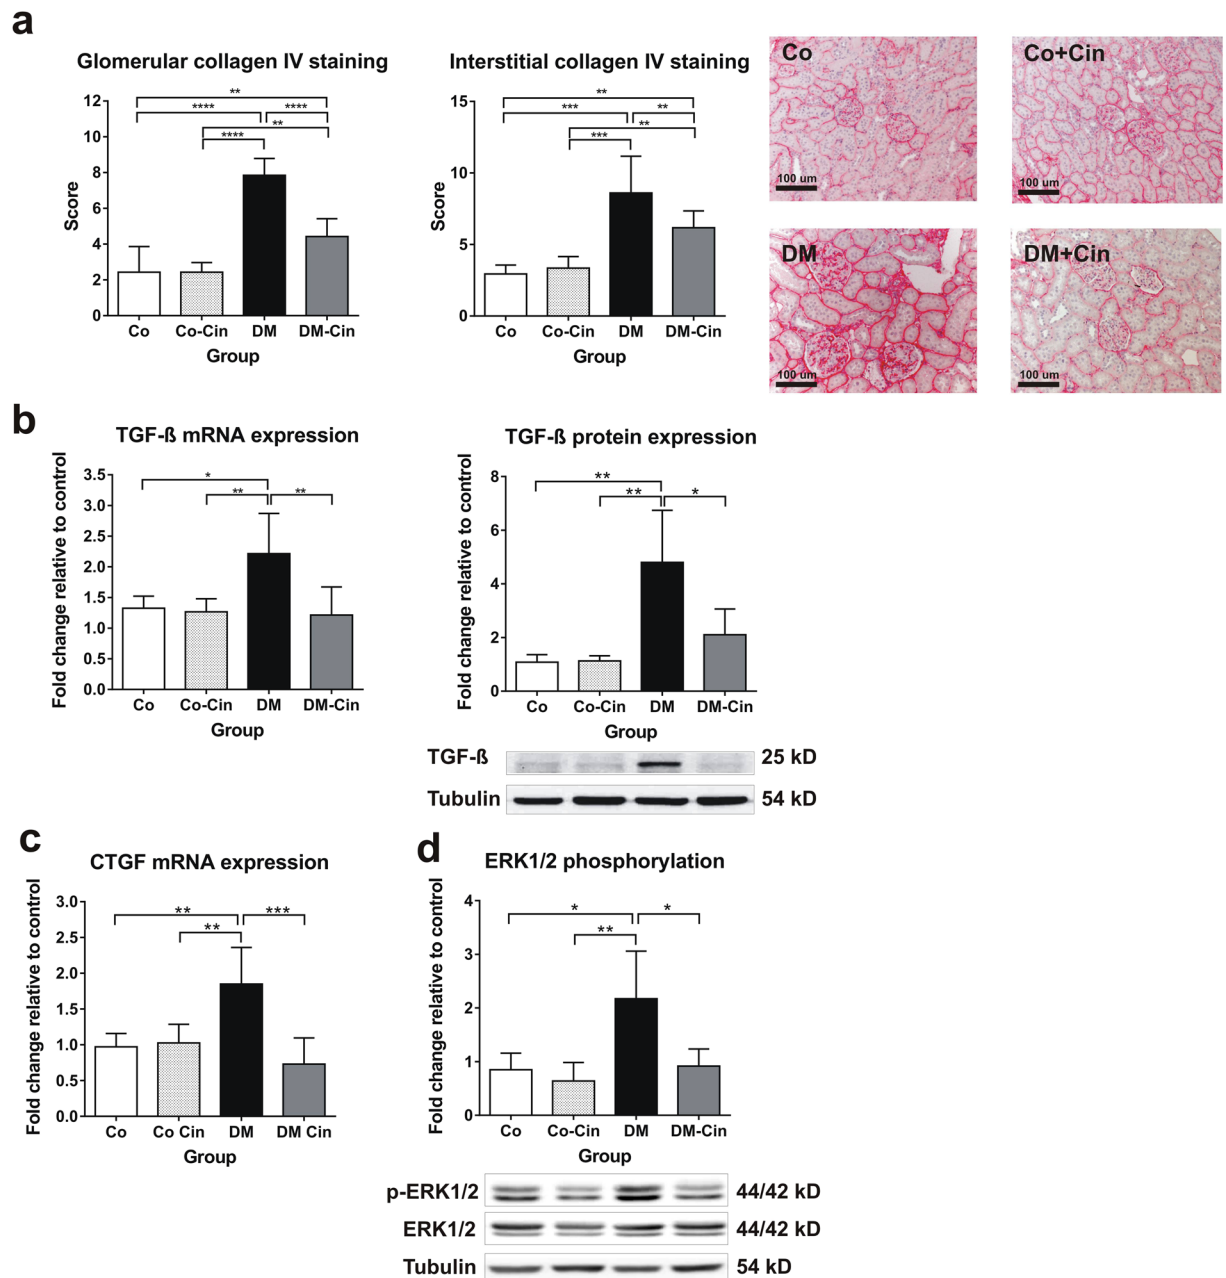 a
Glomerular collagen IV staining
**
**** ****
**
****
12
10
8
6
4
2
0
Score
Co Co-Cin DM DM-Cin
Group
Interstitial collagen IV staining
**
*** **
**
***
15
10
5
0
Score
Co Co-Cin DM DM-Cin
Group
Co
100 um
Co+Cin
100 um
DM
100 um
DM+Cin
100 um
b
TGF-ß mRNA expression
Fold change relative to control
*
** **
3.5
3.0
2.5
2.0
1.5
1.0
0.5
0.0
Co Co-Cin DM DM-Cin
Group
TGF-ß protein expression
Fold change relative to control
**
** *
8
6
4
2
0
Co Co-Cin DM DM-Cin
Group
TGF-ß 25 kD
Tubulin 54 kD
c
CTGF mRNA expression
Fold change relative to control
** ***
**
3.0
2.5
2.0
1.5
1.0
0.5
0.0
Co Co Cin DM DM Cin
Group
d
ERK1/2 phosphorylation
Fold change relative to control
* *
**
4
3
2
1
0
Co Co-Cin DM DM-Cin
Group
p-ERK1/2 44/42 kD
ERK1/2 44/42 kD
Tubulin 54 kD